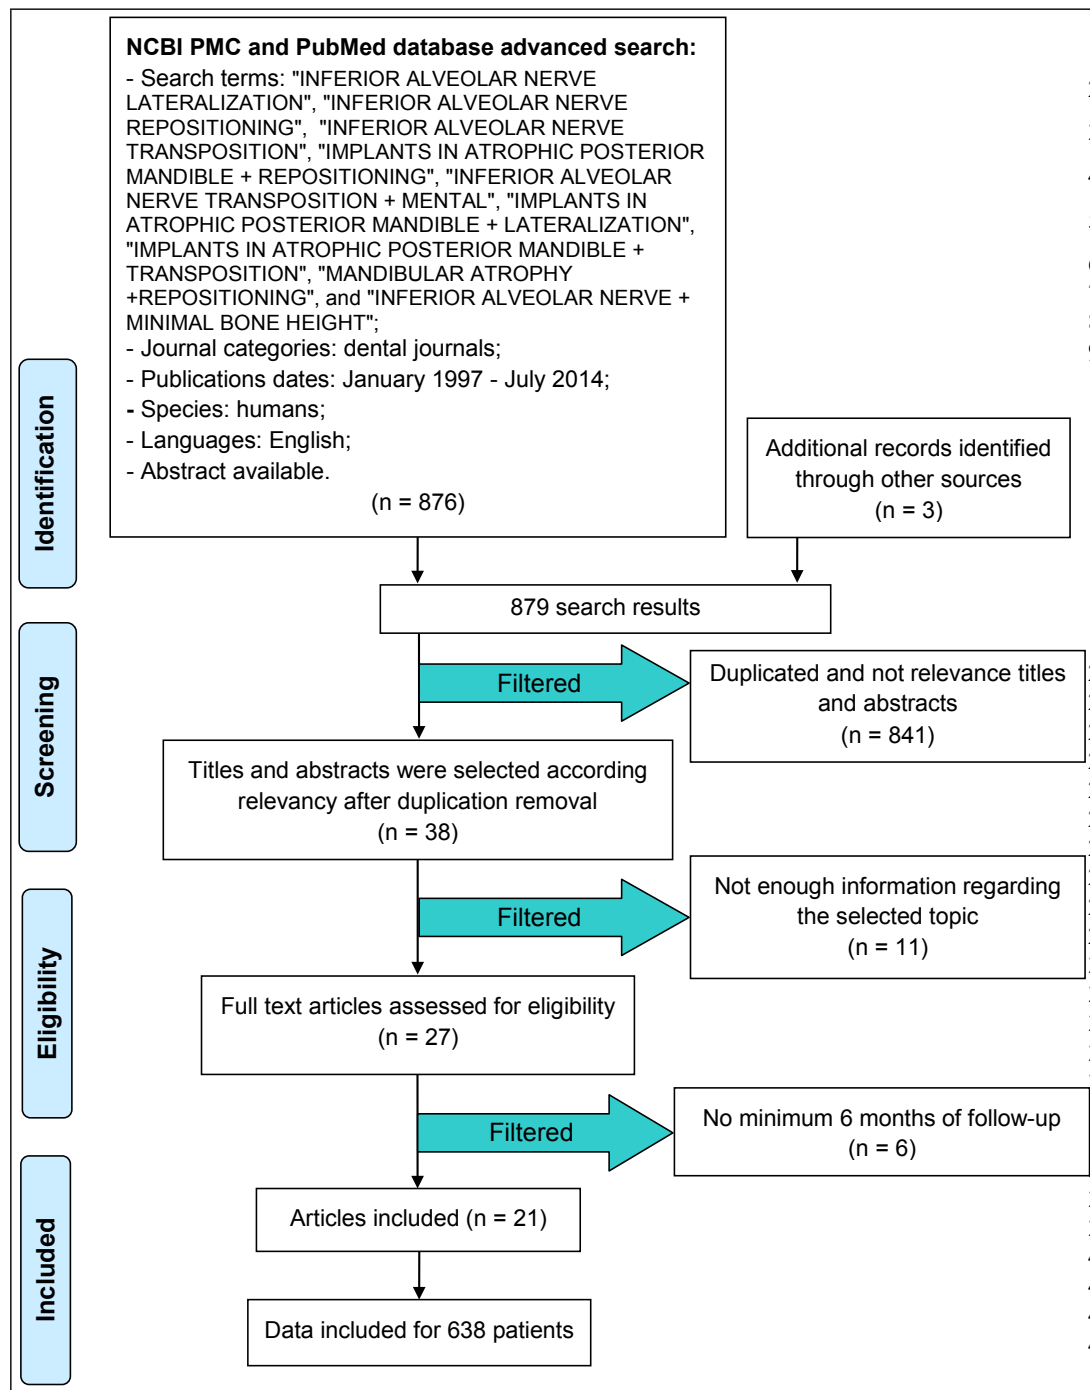 NCBI PMC and PubMed database advanced search:
- Search terms: "INFERIOR ALVEOLAR NERVE
LATERALIZATION", "INFERIOR ALVEOLAR NERVE
REPOSITIONING", "INFERIOR ALVEOLAR NERVE
TRANSPOSITION", "IMPLANTS IN ATROPHIC POSTERIOR
MANDIBLE + REPOSITIONING", "INFERIOR ALVEOLAR
NERVE TRANSPOSITION + MENTAL", "IMPLANTS IN
ATROPHIC POSTERIOR MANDIBLE + LATERALIZATION",
"IMPLANTS IN ATROPHIC POSTERIOR MANDIBLE +
TRANSPOSITION", "MANDIBULAR ATROPHY
+REPOSITIONING", and "INFERIOR ALVEOLAR NERVE +
MINIMAL BONE HEIGHT";
- Journal categories: dental journals;
- Publications dates: January 1997 - July 2014;
- Species: humans;
- Languages: English;
- Abstract available.
(n = 876)
Identification
Additional records identified
through other sources
(n = 3)
879 search results
Screening
Filtered
Duplicated and not relevance titles
and abstracts
(n = 841)
Titles and abstracts were selected according
relevancy after duplication removal
(n = 38)
Eligibility
Filtered
Not enough information regarding
the selected topic
(n = 11)
Full text articles assessed for eligibility
(n = 27)
Filtered
No minimum 6 months of follow-up
(n = 6)
Included
Articles included (n = 21)
Data included for 638 patients